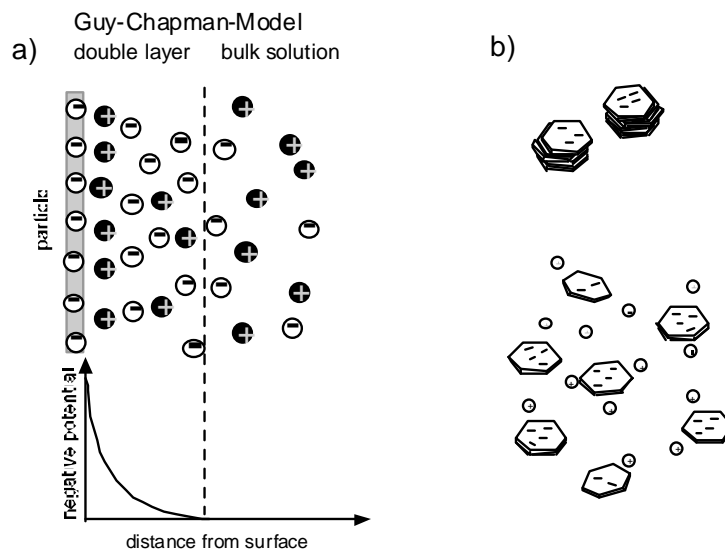 Guy-Chapman-Model
a)
double layer
bulk solution
b)
particle
negative potential
distance from surface